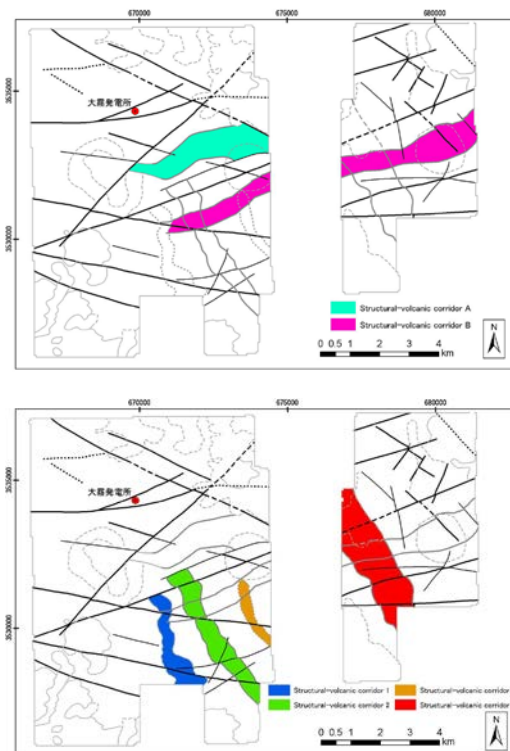 670000
675000
680000
3535000
3530000
大霧発電所
Structural-volcanic corridor A
Structural-volcanic corridor B
N
0 0.5 1 2 3 4
km
670000
675000
680000
3535000
3530000
大霧発電所
Structural-volcanic corridor 1
Structural-volcanic corridor
Structural-volcanic corridor 2
Structural-volcanic corridor
N
0 0.5 1 2 3 4
km